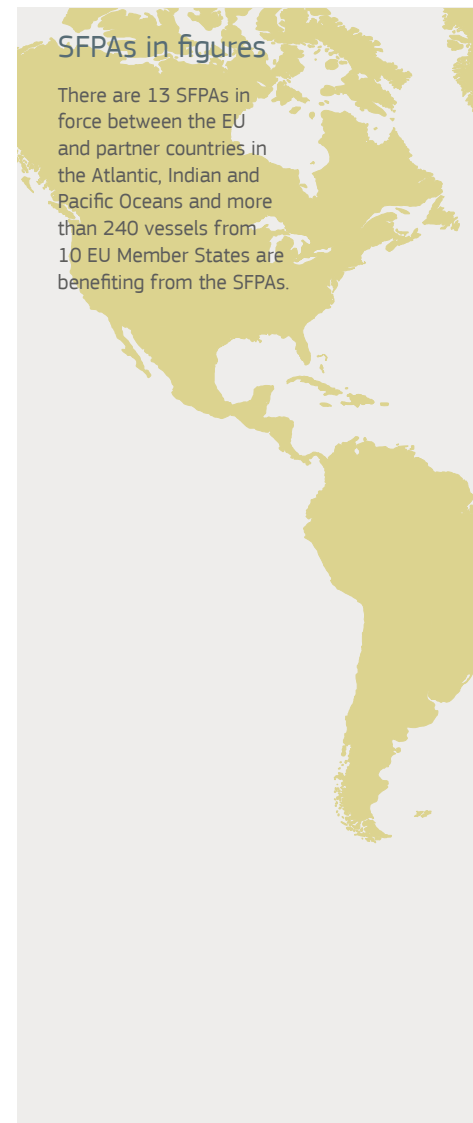 SFPAs in figures
There are 13 SFPAs in
force between the EU
and partner countries in
the Atlantic, Indian and
Pacific Oceans and more
than 240 vessels from
10 EU Member States are
benefiting from the SFPAs.